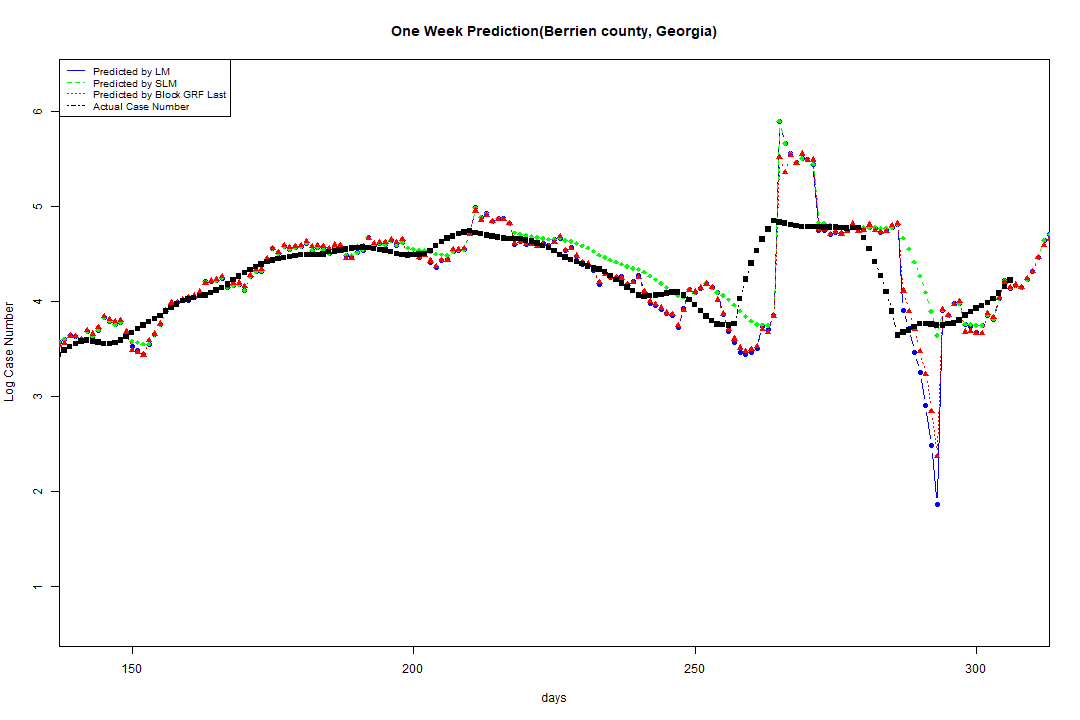 One Week Prediction(Berrien county, Georgia)
Predicted by LM
Predicted by SLM
Predicted by Block GRF Last
Actual Case Number
6
5
4
3
2
1
Log Case Number
150
200
250
300
days